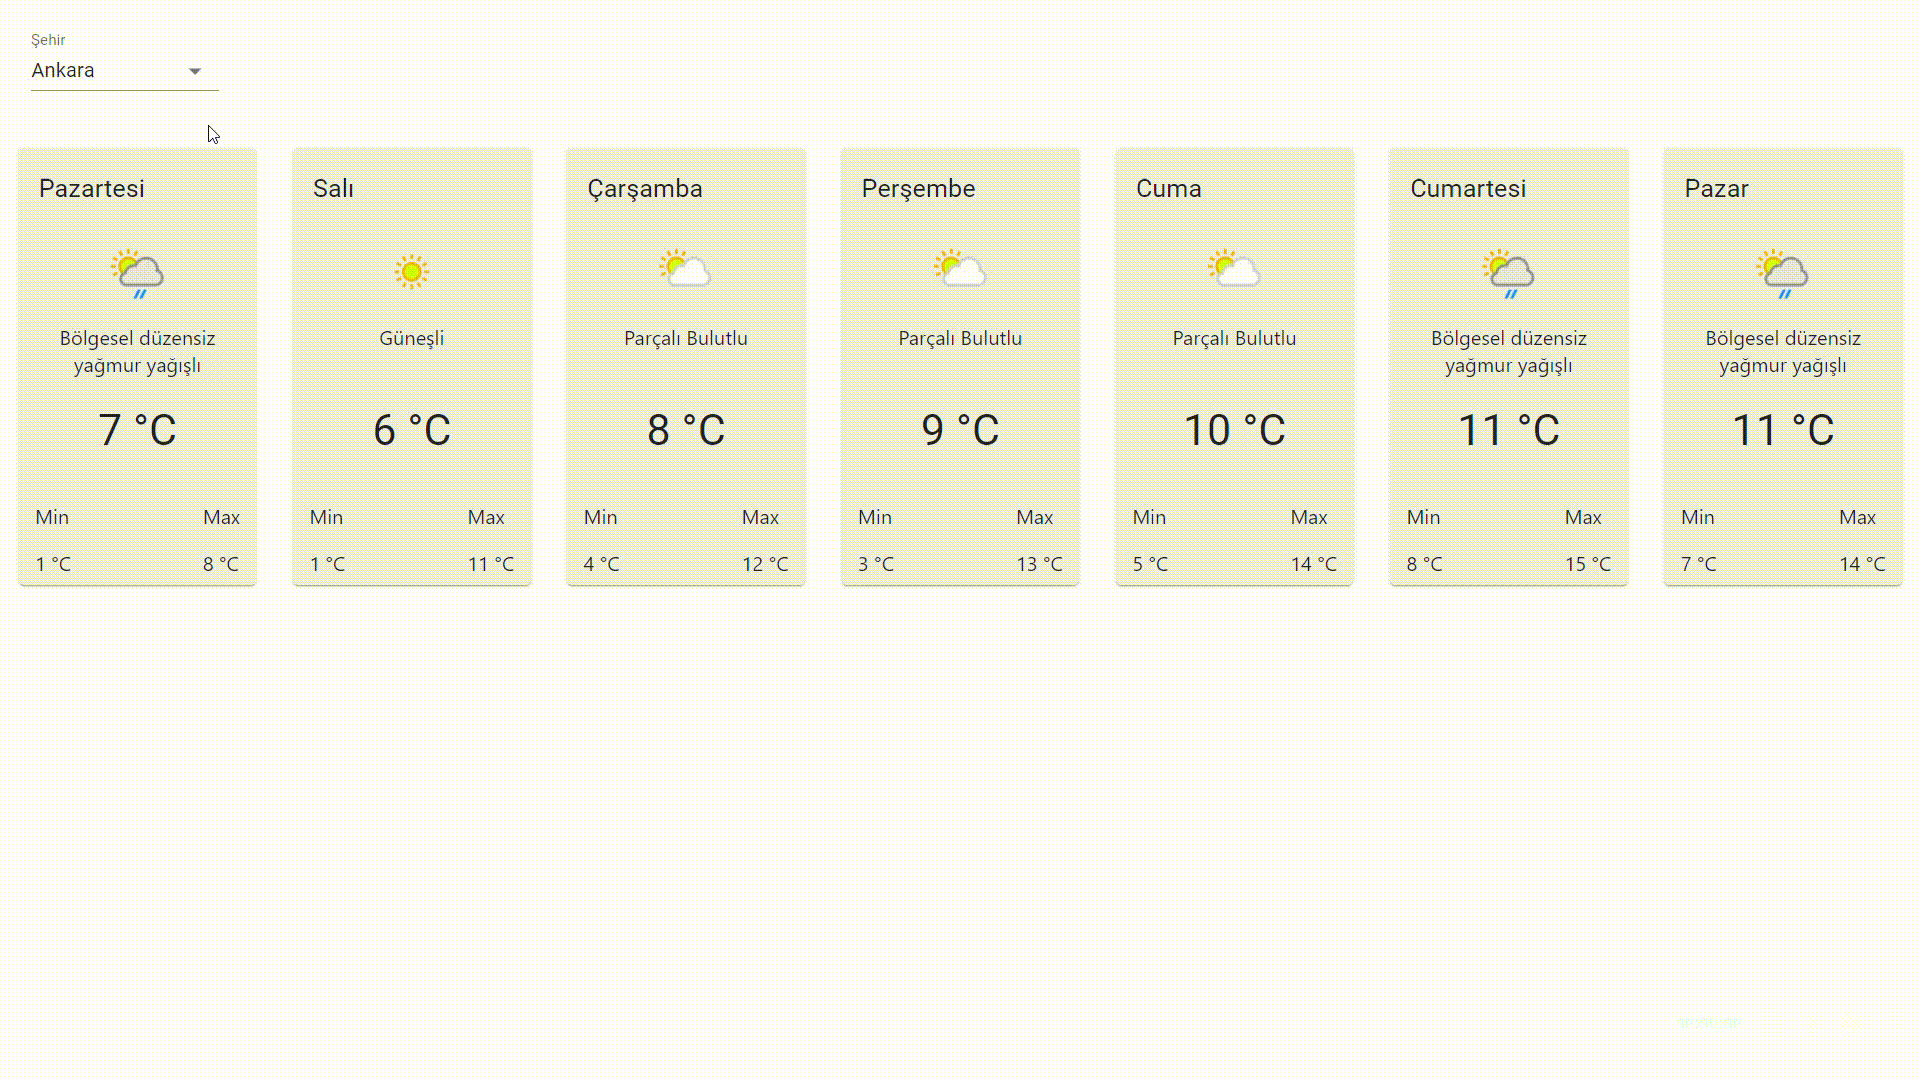 Şehir
Ankara
Pazartesi
Bölgesel düzensiz
yağmur yağışlı
7 °C
Min Max
1 °C 8 °C
Salı
Güneşli
6 °C
Min Max
1 °C 11 °C
Çarşamba
Parçalı Bulutlu
8 °C
Min Max
4 °C 12 °C
Perşembe
Parçalı Bulutlu
9 °C
Min Max
3 °C 13 °C
Cuma
Parçalı Bulutlu
10 °C
Min Max
5 °C 14 °C
Cumartesi
Bölgesel düzensiz
yağmur yağışlı
11 °C
Min Max
8 °C 15 °C
Pazar
Bölgesel düzensiz
yağmur yağışlı
11 °C
Min Max
7 °C 14 °C